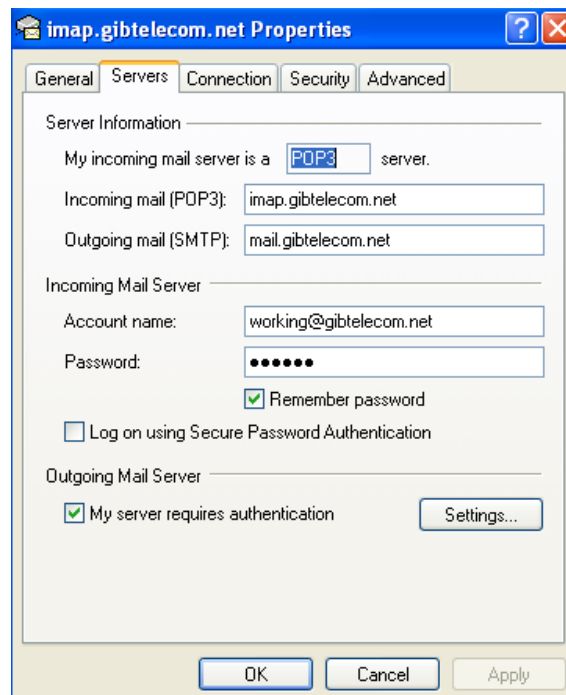 imap.gibtelecom.net Properties
General Servers Connection Security Advanced
Server Information
My incoming mail server is a POP3 server.
Incoming mail (POP3): imap.gibtelecom.net
Outgoing mail (SMTP): mail.gibtelecom.net
Incoming Mail Server
Account name: working@gibtelecom.net
Password: ••••••
Remember password
Log on using Secure Password Authentication
Outgoing Mail Server
My server requires authentication Settings...
OK Cancel Apply